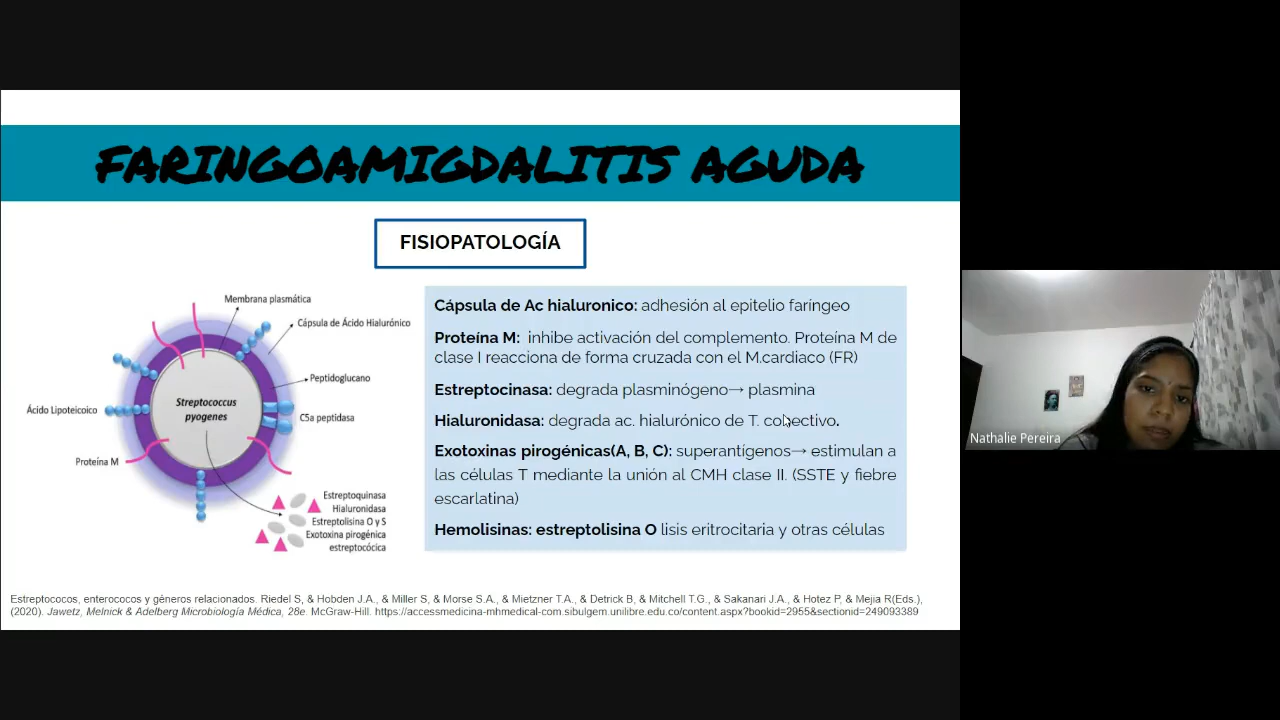 FARINGOAMIGDALITIS AGUDA
FISIOPATOLOGÍA
Membrana plasmática
Cápsula de Ácido Hialurónico
Peptidoglucano
Streptococcus
pyogenes
Ácido Lipoteicoico
C5a peptidasa
Proteína M
Estreptoquinasa
Hialuronidasa
Estreptolisina O y S
Exotoxina pirogénica
estreptocócica
Cápsula de Ac hialuronico: adhesión al epitelio faríngeo
Proteína M: inhibe activación del complemento. Proteína M de
clase I reacciona de forma cruzada con el M.cardiaco (FR)
Estreptocinasa: degrada plasminógeno→ plasmina
Hialuronidasa: degrada ac. hialurónico de T. conectivo.
Exotoxinas pirogénicas(A, B, C): superantígenos→ estimulan a
las células T mediante la unión al CMH clase II. (SSTE y fiebre
escarlatina)
Hemolisinas: estreptolisina O lisis eritrocitaria y otras células
Estreptococos, enterococos y géneros relacionados. Riedel S, & Hobden J.A., & Miller S, & Morse S.A., & Mietzner T.A., & Detrick B, & Mitchell T.G., & Sakanari J.A., & Hotez P, & Mejia R(Eds.),
(2020). Jawetz, Melnick & Adelberg Microbiología Médica, 28e. McGraw-Hill. https://accessmedicina-mhmedical-com.sibulgem.unilibre.edu.co/content.aspx?bookid=2955&sectionid=249093389
Nathalie Pereira